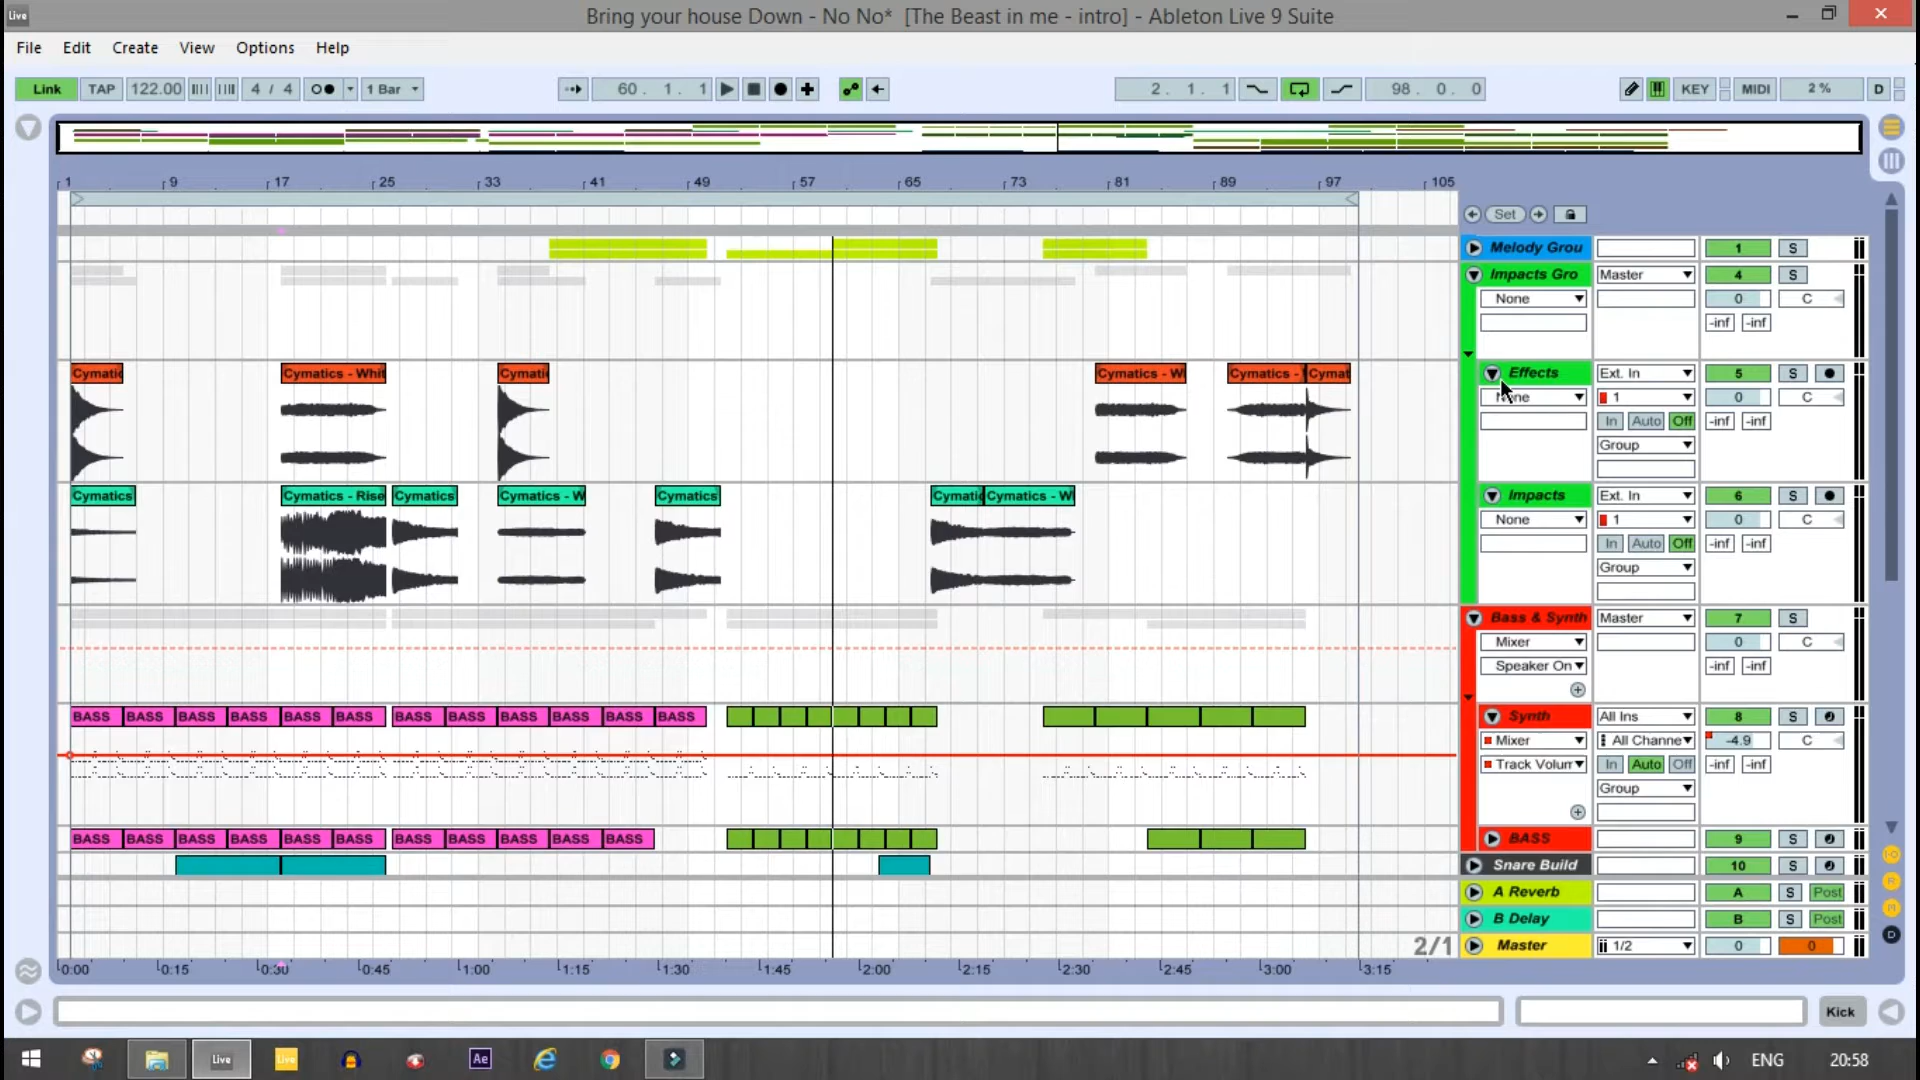 Live Bring your house Down - No No* [The Beast in me - intro] - Ableton Live 9 Suite
File Edit Create View Options Help
Link TAP 122.00 4 / 4 1 Bar 60. 1. 1 2. 1. 1 98. 0. 0 KEY MIDI 2 % D
1 9 17 25 33 41 49 57 65 73 81 89 97 105
Set
Melody Grou 1 S
Impacts Gro Master 4 S
None 0 C
-inf -inf
Cymatic Cymatics - Whit Cymatic Cymatics - W Cymatics - Cymat Effects Ext. In 5 S
None 1 0 C
In Auto Off -inf -inf
Group
Cymatics Cymatics - Rise Cymatics Cymatics - W Cymatics Cymatic Cymatics - W Impacts Ext. In 6 S
None 1 0 C
In Auto Off -inf -inf
Group
Bass & Synth Master 7 S
Mixer 0 C
Speaker On -inf -inf
BASS BASS BASS BASS BASS BASS BASS BASS BASS BASS BASS BASS Synth All Ins 8 S
Mixer All Channe -4.9 C
Track Volum In Auto Off -inf -inf
Group
BASS BASS BASS BASS BASS BASS BASS BASS BASS BASS BASS BASS 9 S
Snare Build 10 S
A Reverb A S Post
B Delay B S Post
2/1 Master 1/2 0 0
0:00 0:15 0:30 0:45 1:00 1:15 1:30 1:45 2:00 2:15 2:30 2:45 3:00 3:15
Kick
Live Live Ae ENG 20:58